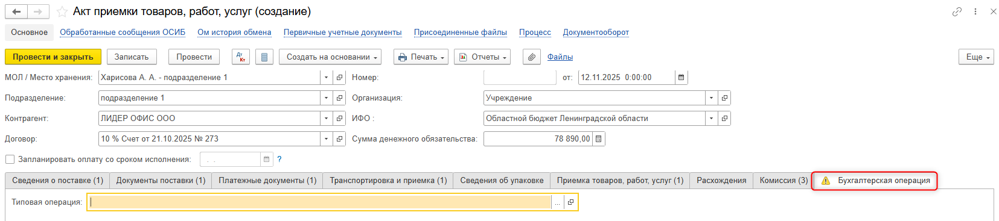 Акт приемки товаров, работ, услуг (создание)
Основное Обработанные сообщения ОСИБ Ом история обмена Первичные учетные документы Присоединенные файлы Процесс Документооборот
Провести и закрыть Записать Провести Дт Кт Создать на основании Печать Отчеты Файлы Еще
МОЛ / Место хранения: Харисова А. А. - подразделение 1 Номер: от: 12.11.2025 0:00:00
Подразделение: подразделение 1 Организация: Учреждение
Контрагент: ЛИДЕР ОФИС ООО ИФО : Областной бюджет Ленинградской области
Договор: 10 % Счет от 21.10.2025 № 273 Сумма денежного обязательства: 78 890,00
Запланировать оплату со сроком исполнения: . . ?
Сведения о поставке (1) Документы поставки (1) Платежные документы (1) Транспортировка и приемка (1) Сведения об упаковке Приемка товаров, работ, услуг (1) Расхождения Комиссия (3) Бухгалтерская операция
Типовая операция: ...